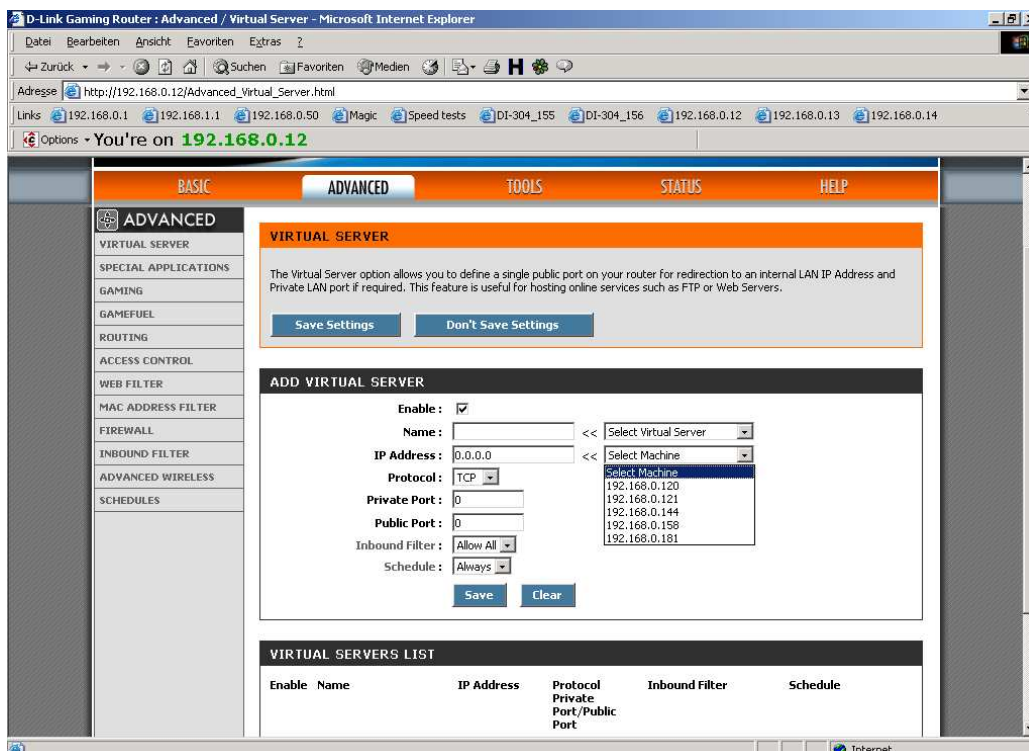 D-Link Gaming Router : Advanced / Virtual Server - Microsoft Internet Explorer
Datei Bearbeiten Ansicht Favoriten Extras ?
Zurück Suchen Favoriten Medien
Adresse http://192.168.0.12/Advanced_Virtual_Server.html
Links 192.168.0.1 192.168.1.1 192.168.0.50 Magic Speed tests DI-304_155 DI-304_156 192.168.0.12 192.168.0.13 192.168.0.14
Options You're on 192.168.0.12
BASIC ADVANCED TOOLS STATUS HELP
ADVANCED
VIRTUAL SERVER
SPECIAL APPLICATIONS
GAMING
GAMEFUEL
ROUTING
ACCESS CONTROL
WEB FILTER
MAC ADDRESS FILTER
FIREWALL
INBOUND FILTER
ADVANCED WIRELESS
SCHEDULES
VIRTUAL SERVER
The Virtual Server option allows you to define a single public port on your router for redirection to an internal LAN IP Address and
Private LAN port if required. This feature is useful for hosting online services such as FTP or Web Servers.
Save Settings Don't Save Settings
ADD VIRTUAL SERVER
Enable :
Name : << Select Virtual Server
IP Address : 0.0.0.0 << Select Machine
Select Machine
192.168.0.120
192.168.0.121
192.168.0.144
192.168.0.158
192.168.0.181
Protocol : TCP
Private Port : 0
Public Port : 0
Inbound Filter : Allow All
Schedule : Always
Save Clear
VIRTUAL SERVERS LIST
Enable Name IP Address Protocol Inbound Filter Schedule
Private
Port/Public
Port
Internet